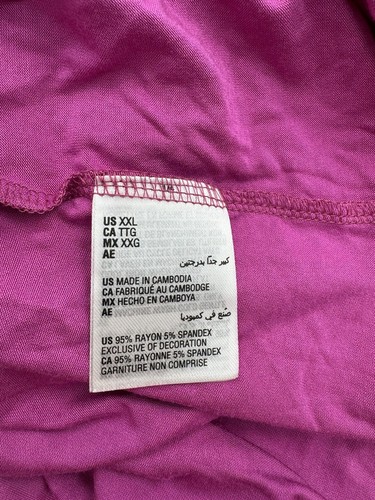 US XXL
CA TTG
MX XXG
AE
كبير جدًا بدرجتين
US MADE IN CAMBODIA
CA FABRIQUÉ AU CAMBODGE
MX HECHO EN CAMBOYA
AE
صُنع في كمبوديا
US 95% RAYON 5% SPANDEX
EXCLUSIVE OF DECORATION
CA 95% RAYONNE 5% SPANDEX
GARNITURE NON COMPRISE